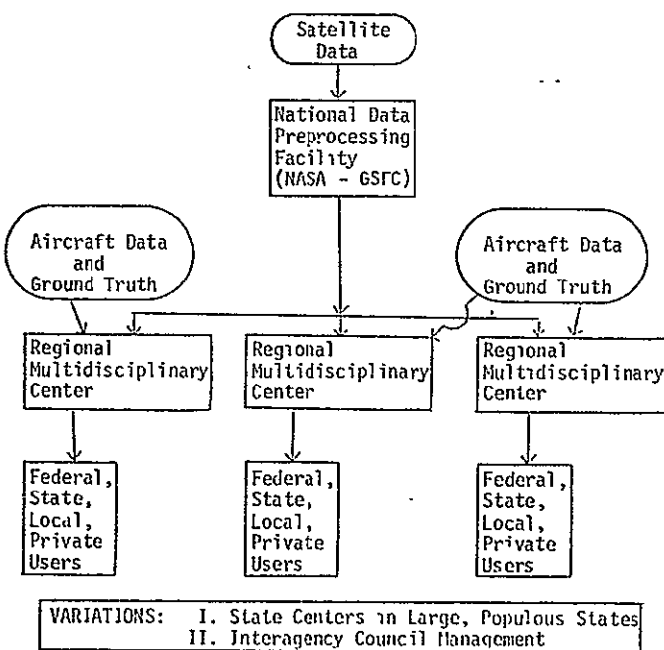 Satellite
Data
National Data
Preprocessing
Facility
(NASA - GSFC)
Aircraft Data
and
Ground Truth
Aircraft Data
and
Ground Truth
Regional
Multidisciplinary
Center
Regional
Multidisciplinary
Center
Regional
Multidisciplinary
Center
Federal,
State,
Local,
Private
Users
Federal,
State,
Local,
Private
Users
Federal,
State,
Local,
Private
Users
VARIATIONS: I. State Centers in Large, Populous States
II. Interagency Council Management